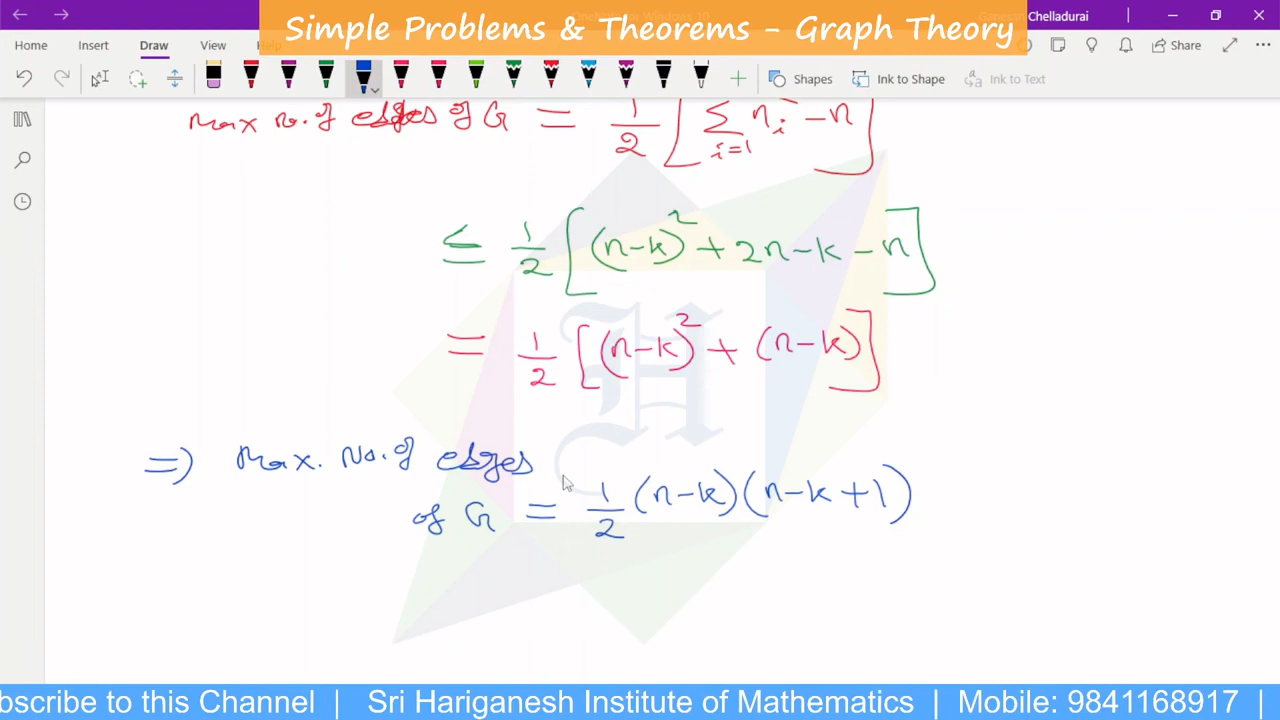 Simple Problems & Theorems - Graph Theory
Chelladurai
Home Insert Draw View
Share
Shapes Ink to Shape Ink to Text
Max no. of edges of G = 1/2 [ ∑ i=1 nᵢ² - n ]
≤ 1/2 [ (n-k)² + 2n - k - n ]
= 1/2 [ (n-k)² + (n-k) ]
=> Max. No. of edges
of G = 1/2 (n-k)(n-k+1)
H
bscribe to this Channel | Sri Hariganesh Institute of Mathematics | Mobile: 9841168917 |